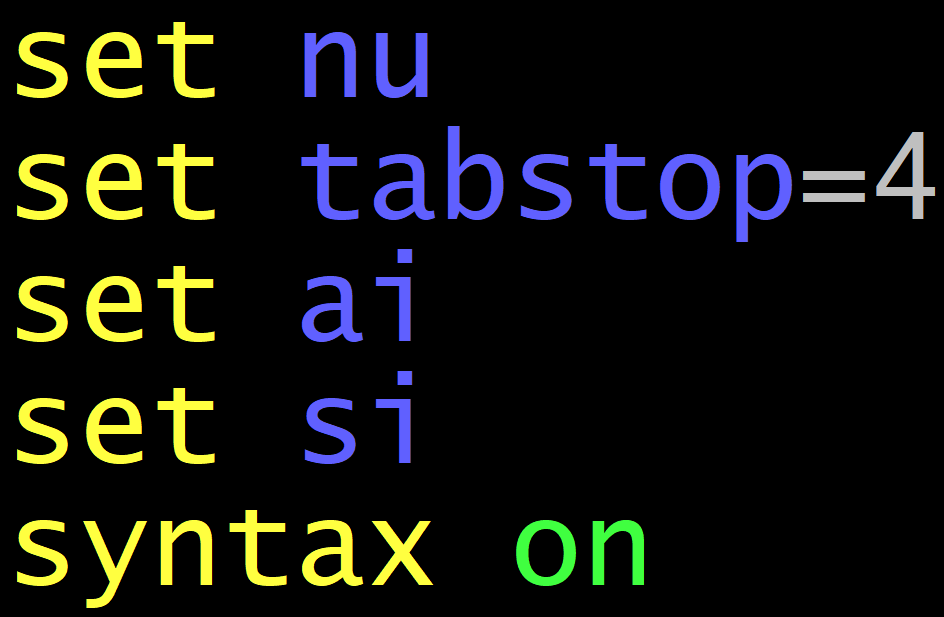 set nu
set tabstop=4
set ai
set si
syntax on